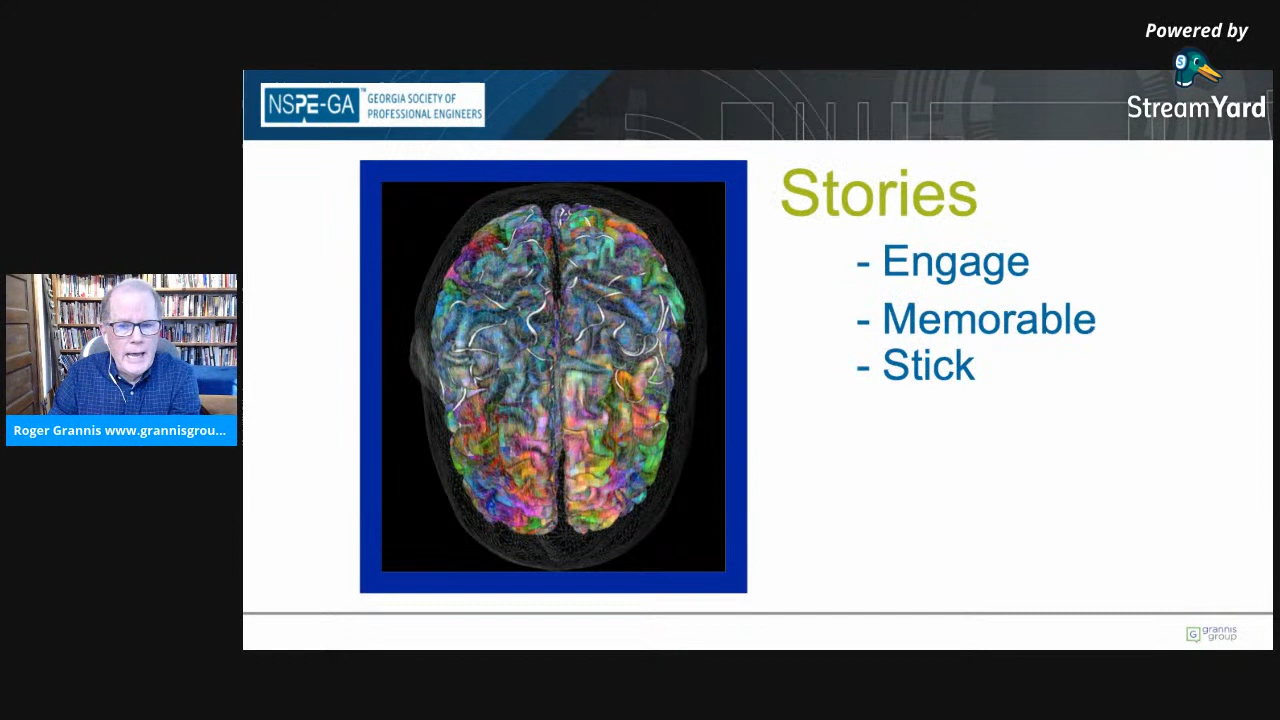 Powered by
StreamYard
NSPE-GA™
GEORGIA SOCIETY OF
PROFESSIONAL ENGINEERS
Stories
- Engage
- Memorable
- Stick
Roger Grannis www.grannisgrou...
G grannis
group